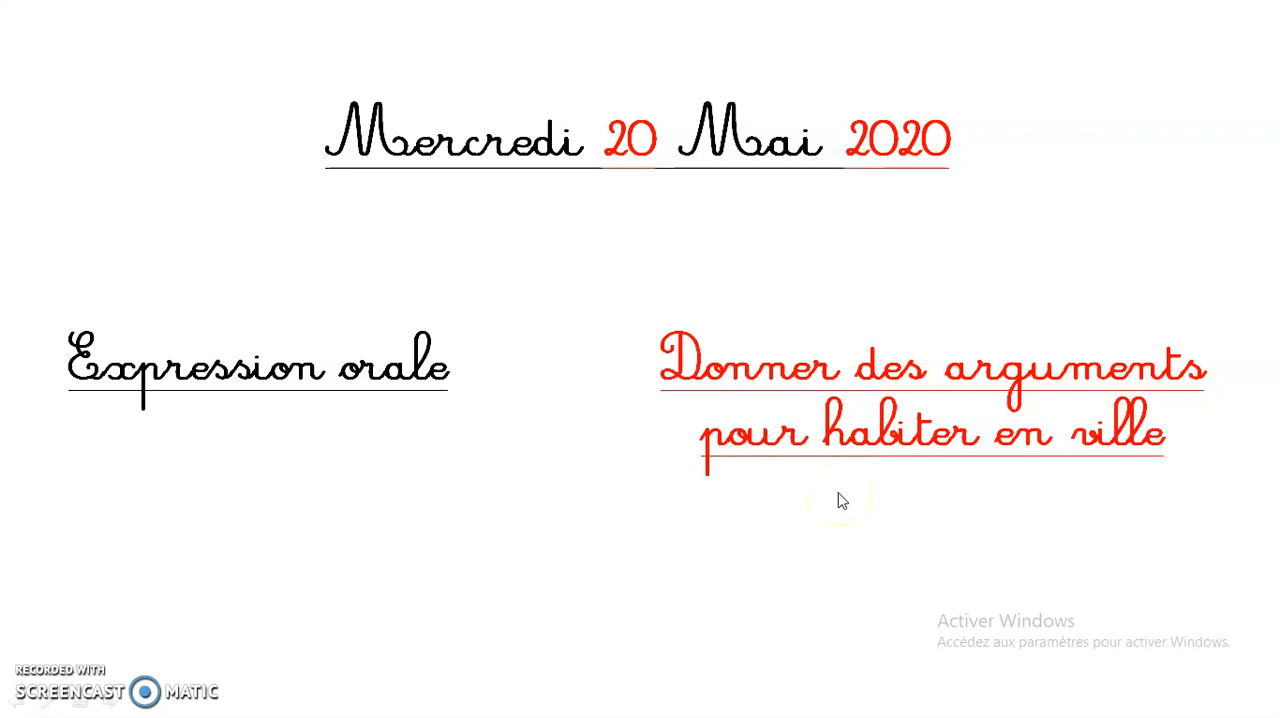 Mercredi 20 Mai 2020
Expression orale
Donner des arguments
pour habiter en ville
Activer Windows
Accédez aux paramètres pour activer Windows.
RECORDED WITH
SCREENCAST MATIC